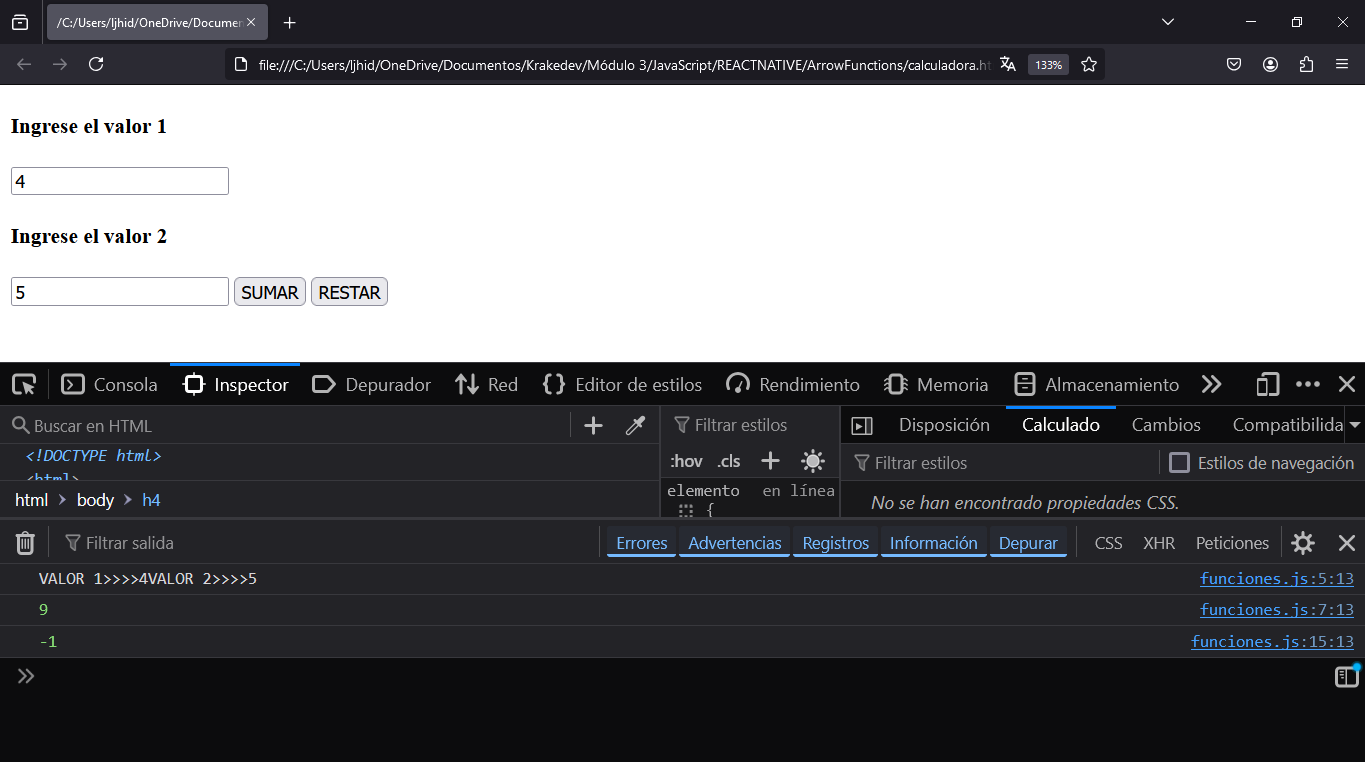 /C:/Users/ljhid/OneDrive/Documen
file:///C:/Users/ljhid/OneDrive/Documentos/Krakedev/Módulo 3/JavaScript/REACTNATIVE/ArrowFunctions/calculadora.ht 133%
Ingrese el valor 1
4
Ingrese el valor 2
5 SUMAR RESTAR
Consola Inspector Depurador Red Editor de estilos Rendimiento Memoria Almacenamiento
Buscar en HTML Filtrar estilos Disposición Calculado Cambios Compatibilida
<!DOCTYPE html> :hov .cls Filtrar estilos Estilos de navegación
<html>
html body h4 elemento en línea No se han encontrado propiedades CSS.
{
Filtrar salida Errores Advertencias Registros Información Depurar CSS XHR Peticiones
VALOR 1>>>>4VALOR 2>>>>5 funciones.js:5:13
9 funciones.js:7:13
-1 funciones.js:15:13